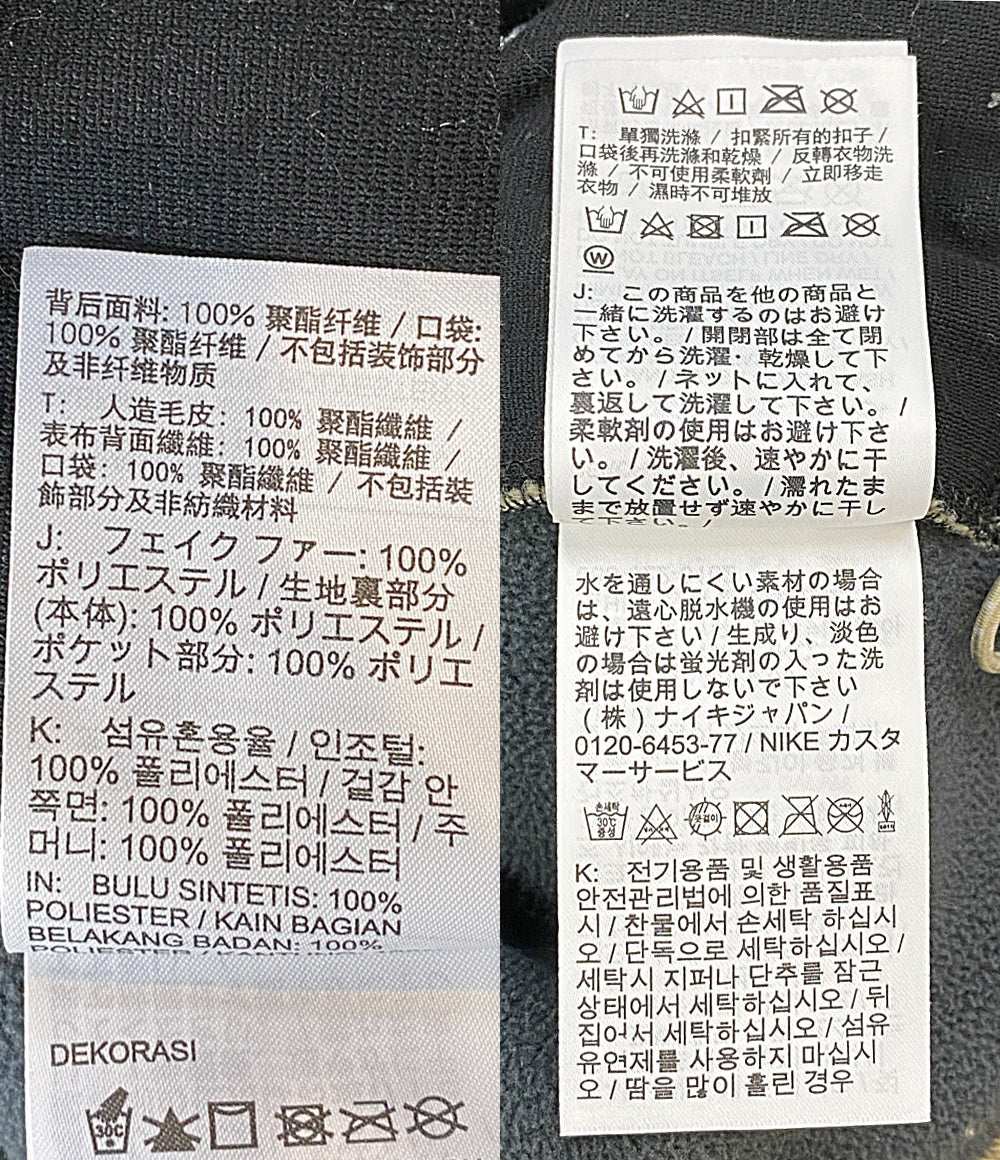 背后面料: 100% 聚酯纤维 / 口袋:
100% 聚酯纤维 / 不包括装饰部分
及非纤维物质
T: 人造毛皮: 100% 聚酯纖維 /
表布背面纖維: 100% 聚酯纖維 /
口袋: 100% 聚酯纖維 / 不包括裝
飾部分及非紡織材料
J: フェイク ファー: 100%
ポリエステル / 生地裏部分
(本体): 100% ポリエステル /
ポケット部分: 100% ポリエ
ステル
K: 섬유혼용율 / 인조털:
100% 폴리에스터 / 겉감 안
쪽면: 100% 폴리에스터 / 주
머니: 100% 폴리에스터
IN: BULU SINTETIS: 100%
POLIESTER / KAIN BAGIAN
BELAKANG BADAN: 100%
DEKORASI
30C
T: 單獨洗滌 / 扣緊所有的扣子 /
口袋後再洗滌和乾燥 / 反轉衣物洗
滌 / 不可使用柔軟劑 / 立即移走
衣物 / 濕時不可堆放
W
J: この商品を他の商品と
一緒に洗濯するのはお避け
下さい。 / 開閉部は全て閉
めてから洗濯・乾燥して下
さい。 / ネットに入れて、
裏返して洗濯して下さい。 /
柔軟剤の使用はお避け下さ
い。 / 洗濯後、速やかに干
してください。 / 濡れたま
まで放置せず速やかに干し
て下さい。 /
水を通しにくい素材の場合
は、遠心脱水機の使用はお
避け下さい / 生成り、淡色
の場合は蛍光剤の入った洗
剤は使用しないで下さい
(株) ナイキジャパン /
0120-6453-77 / NIKE カスタ
マーサービス
손세탁
30℃
중성
옷걸이
K: 전기용품 및 생활용품
안전관리법에 의한 품질표
시 / 찬물에서 손세탁 하십시
오 / 단독으로 세탁하십시오 /
세탁시 지퍼나 단추를 잠근
상태에서 세탁하십시오 / 뒤
집어서 세탁하십시오 / 섬유
유연제를 사용하지 마십시
오 / 땀을 많이 흘린 경우